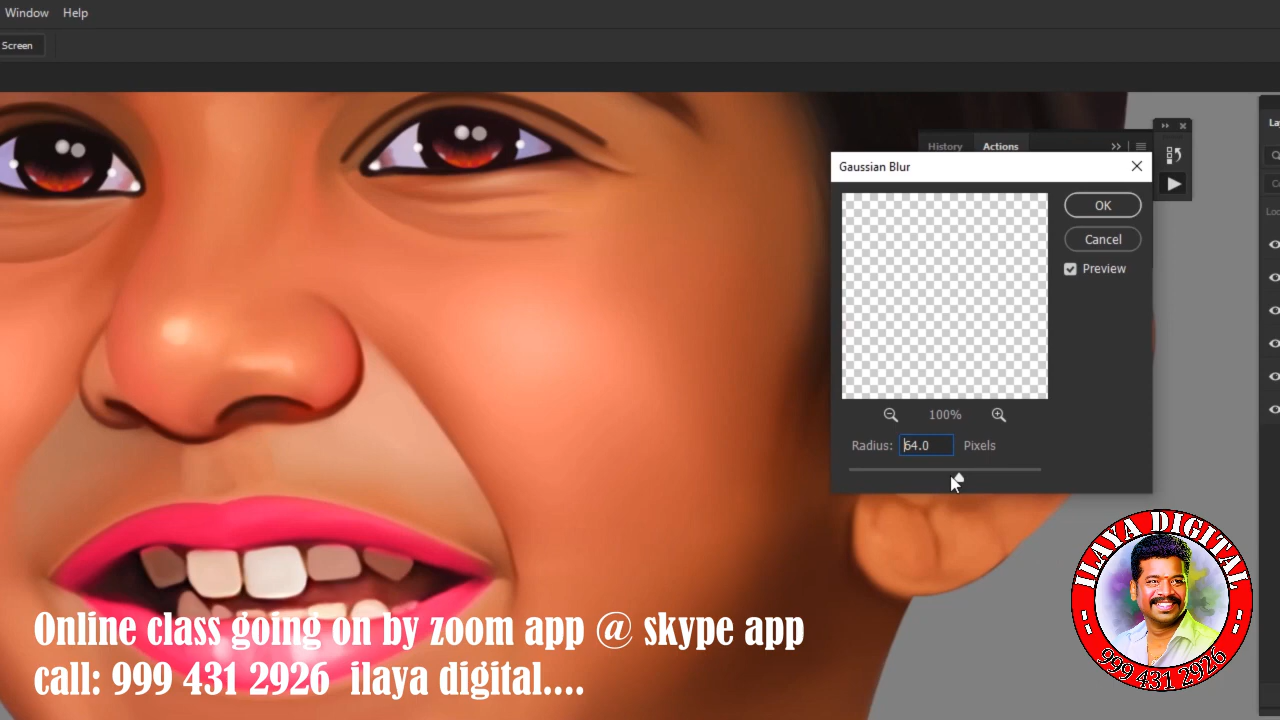 Window Help
Screen
History Actions
La
Gaussian Blur
OK
Cancel
Preview
100%
Radius: 64.0 Pixels
ILAYA DIGITAL
999 431 2926
Online class going on by zoom app @ skype app
call: 999 431 2926 ilaya digital....